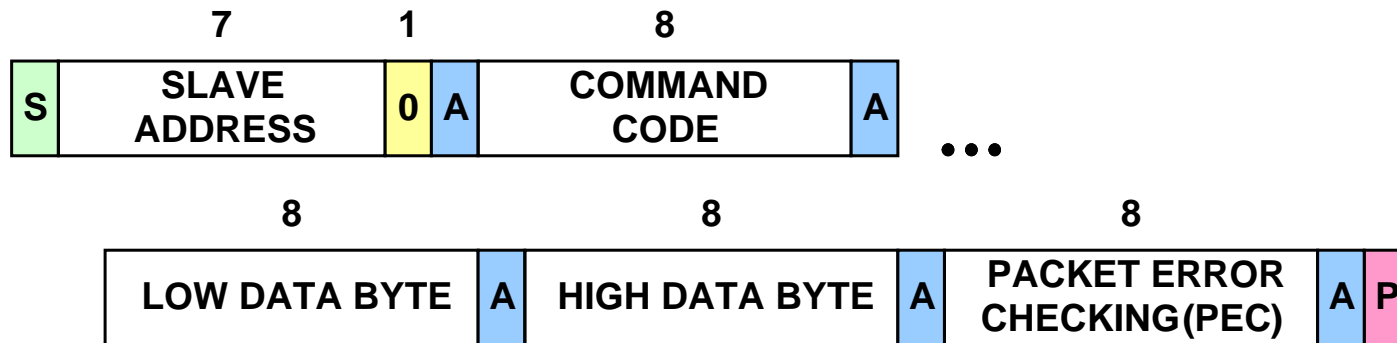 7 1 8
S SLAVE ADDRESS 0 A COMMAND CODE A
...
8 8 8
LOW DATA BYTE A HIGH DATA BYTE A PACKET ERROR CHECKING(PEC) A P